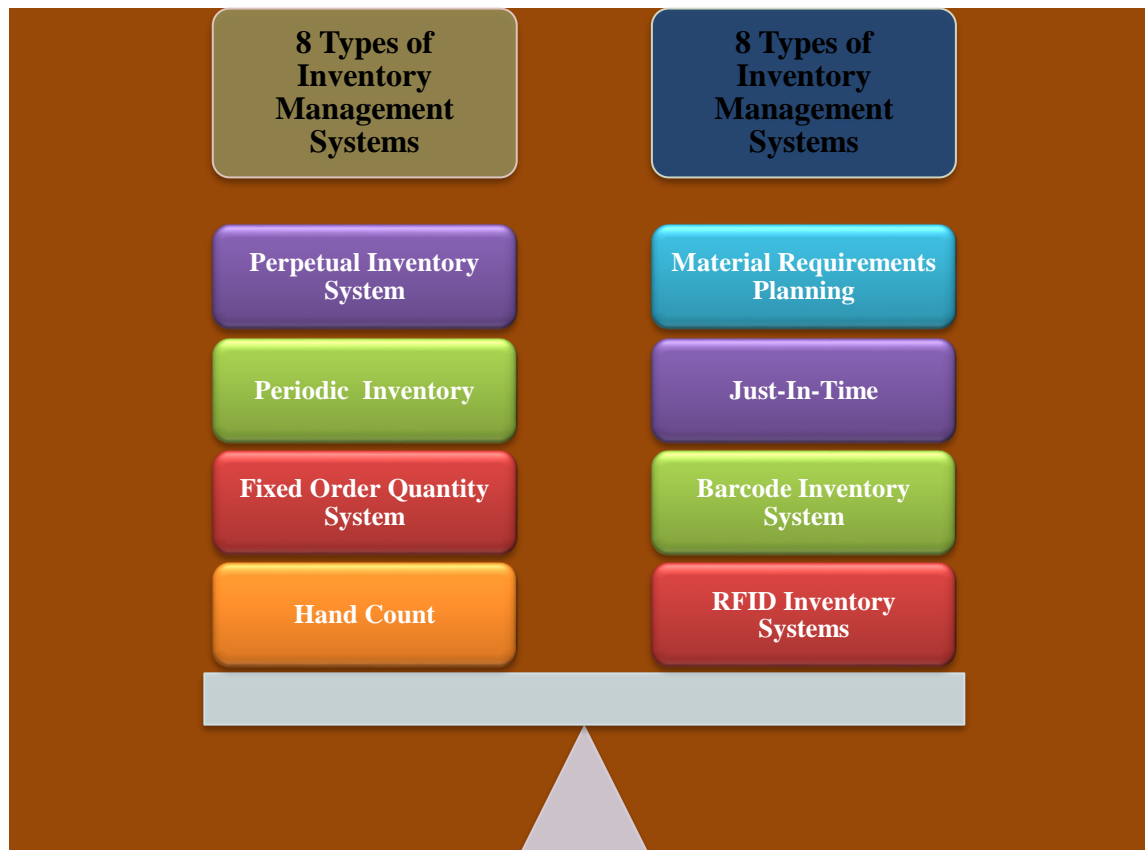 8 Types of
Inventory
Management
Systems
Perpetual Inventory
System
Periodic  Inventory
Fixed Order Quantity
System
Hand Count
8 Types of
Inventory
Management
Systems
Material Requirements
Planning
Just-In-Time
Barcode Inventory
System
RFID Inventory
Systems